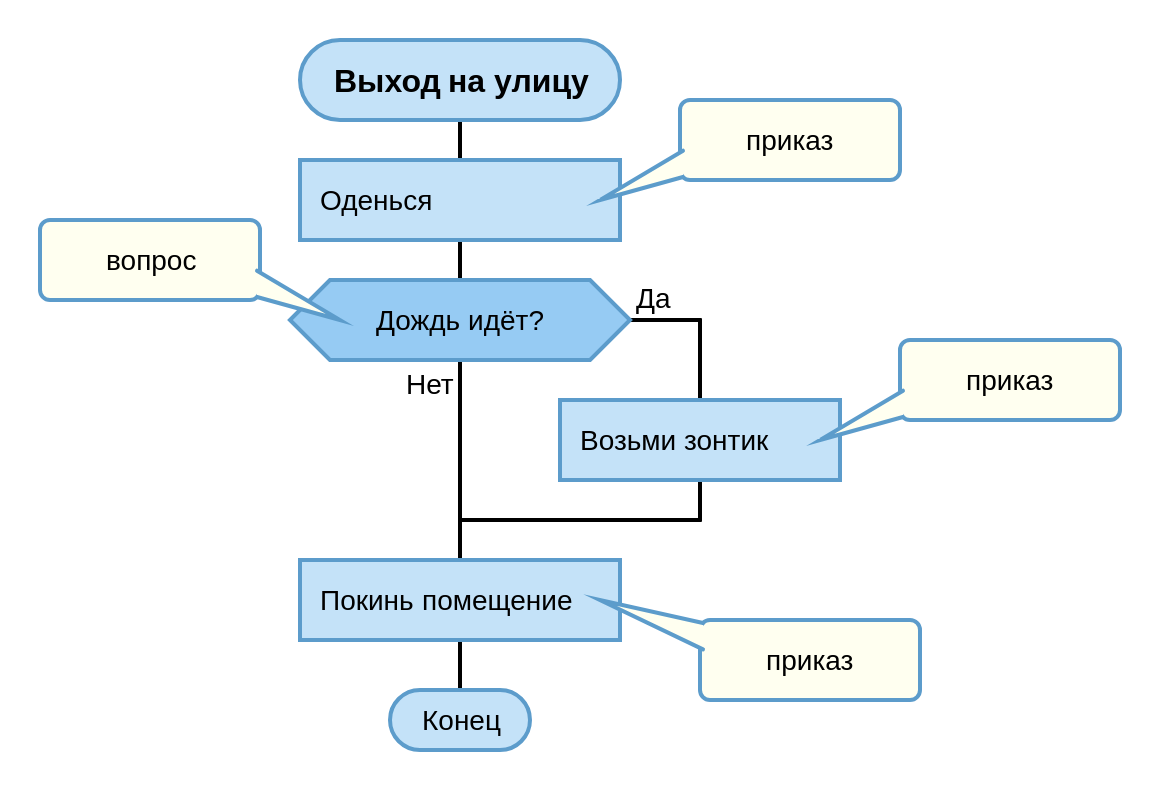 Выход на улицу
приказ
Оденься
вопрос
Дождь идёт?
Да
Нет
приказ
Возьми зонтик
Покинь помещение
приказ
Конец